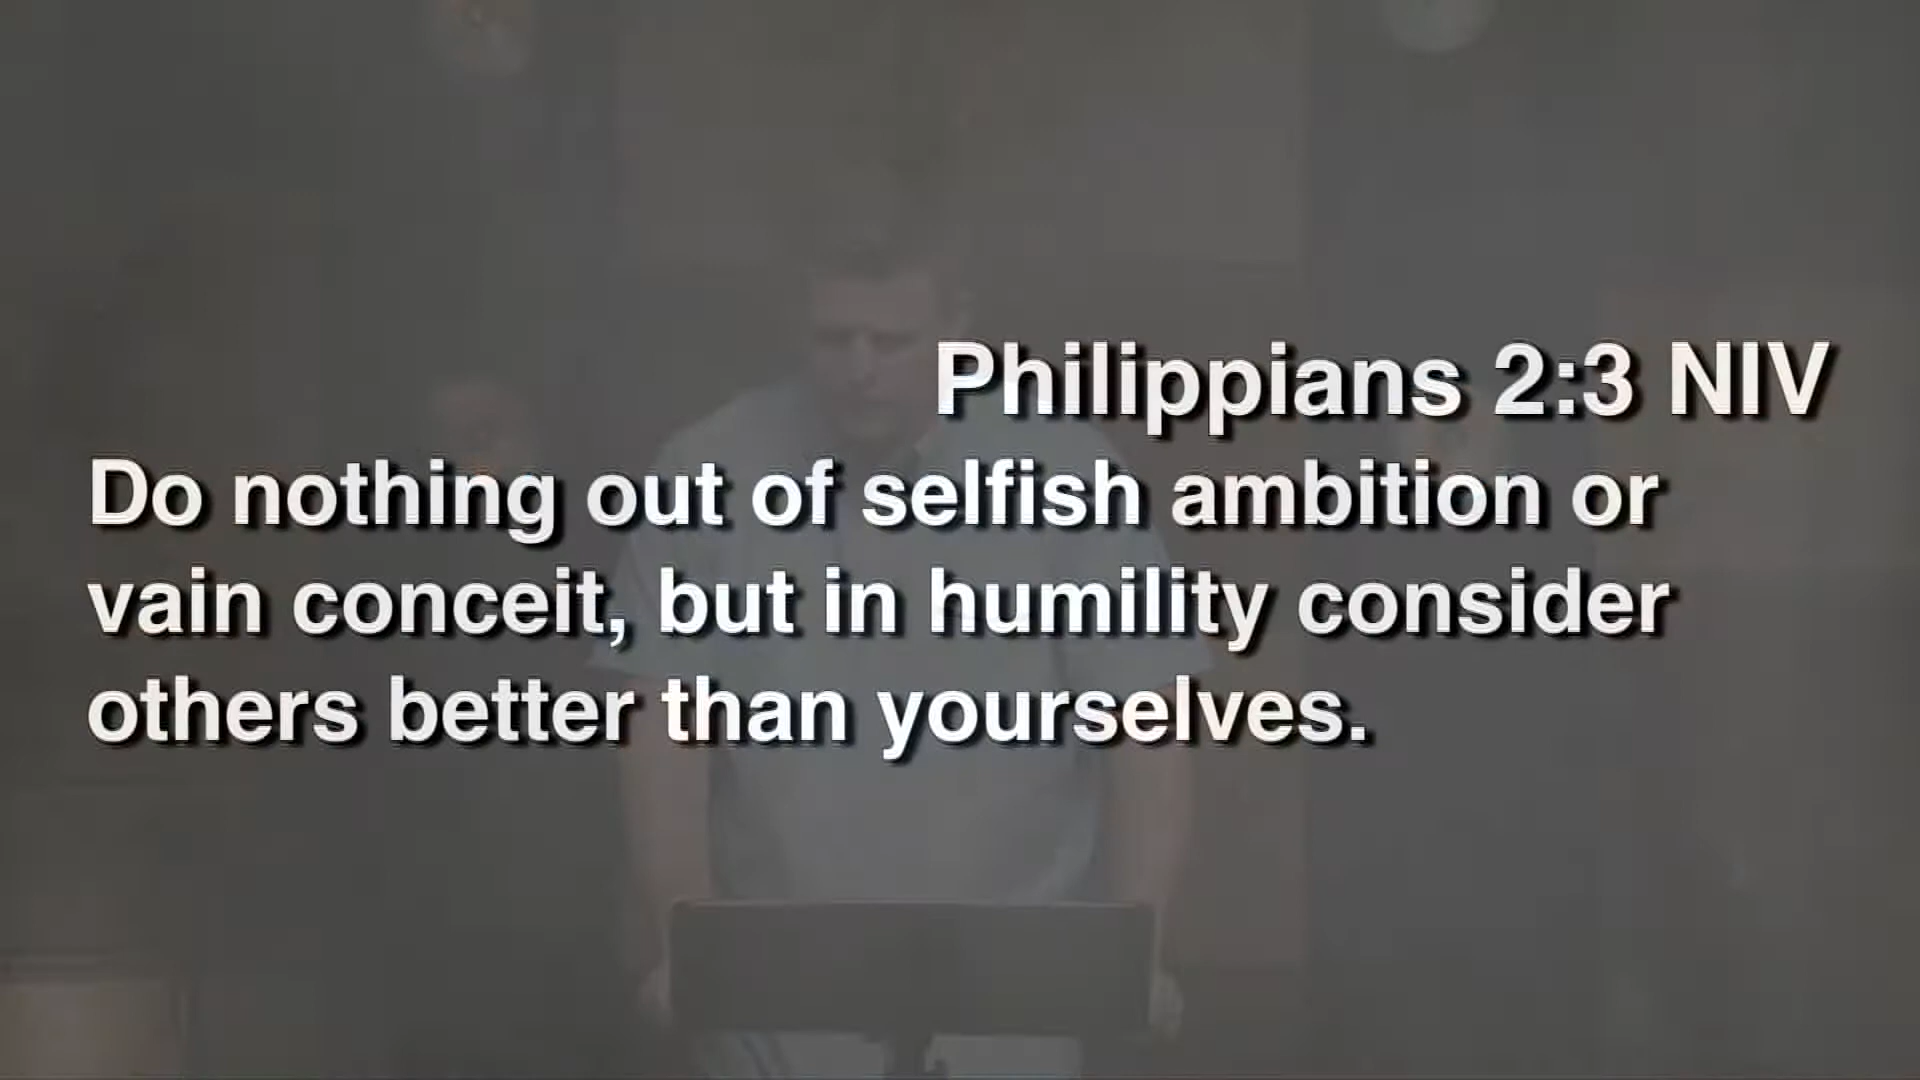 Philippians 2:3 NIV
Do nothing out of selfish ambition or
vain conceit, but in humility consider
others better than yourselves.